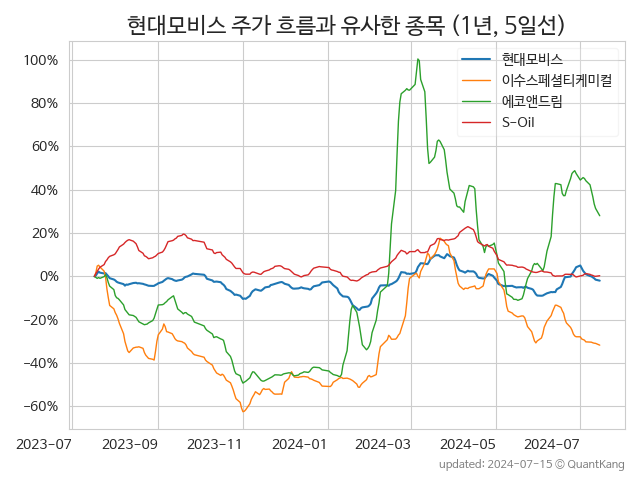 현대모비스 주가 흐름과 유사한 종목 (1년, 5일선)
현대모비스
이수스페셜티케미컬
에코앤드림
S-Oil
100%
80%
60%
40%
20%
0%
−20%
−40%
−60%
2023-07 2023-09 2023-11 2024-01 2024-03 2024-05 2024-07
updated: 2024-07-15 © QuantKang